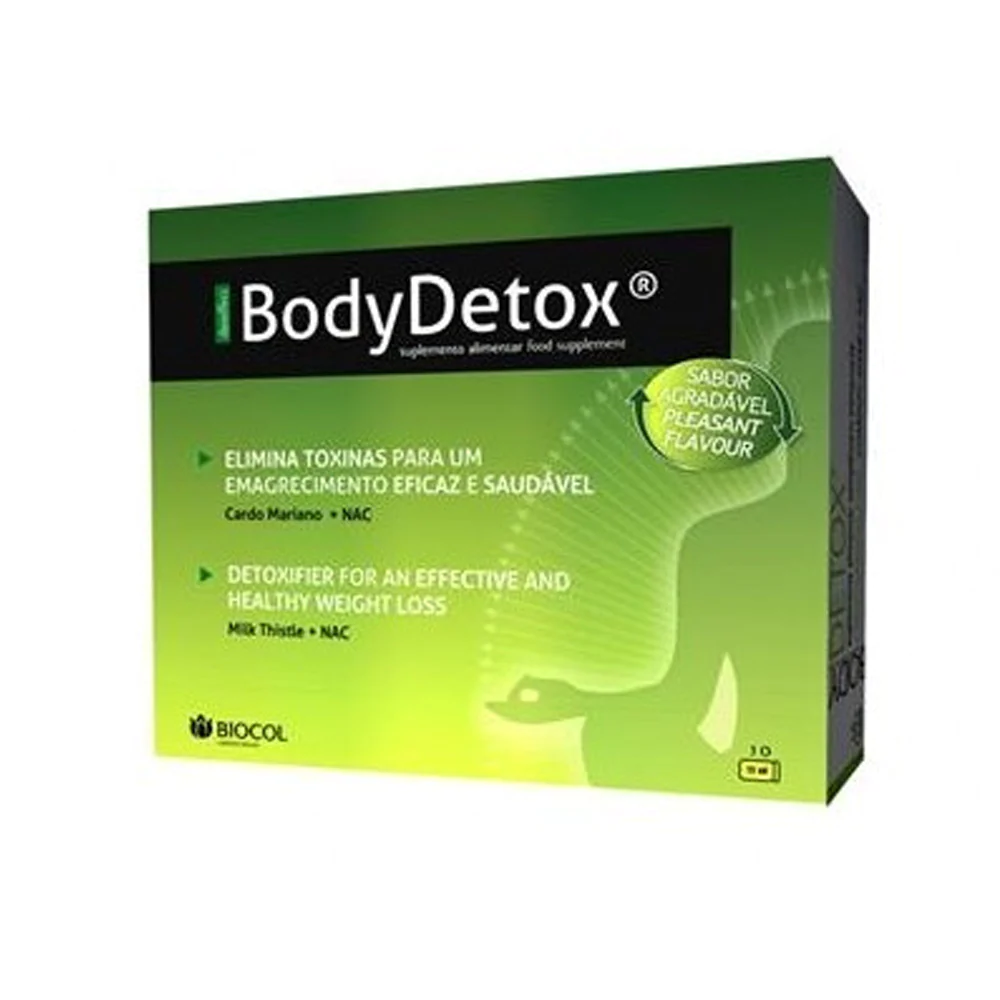 BodyDetox®
suplemento alimentar food supplement
SABOR
AGRADÁVEL
PLEASANT
FLAVOUR
ELIMINA TOXINAS PARA UM
EMAGRECIMENTO EFICAZ E SAUDÁVEL
Cardo Mariano + NAC
DETOXIFIER FOR AN EFFECTIVE AND
HEALTHY WEIGHT LOSS
Milk Thistle + NAC
BIOCOL
10